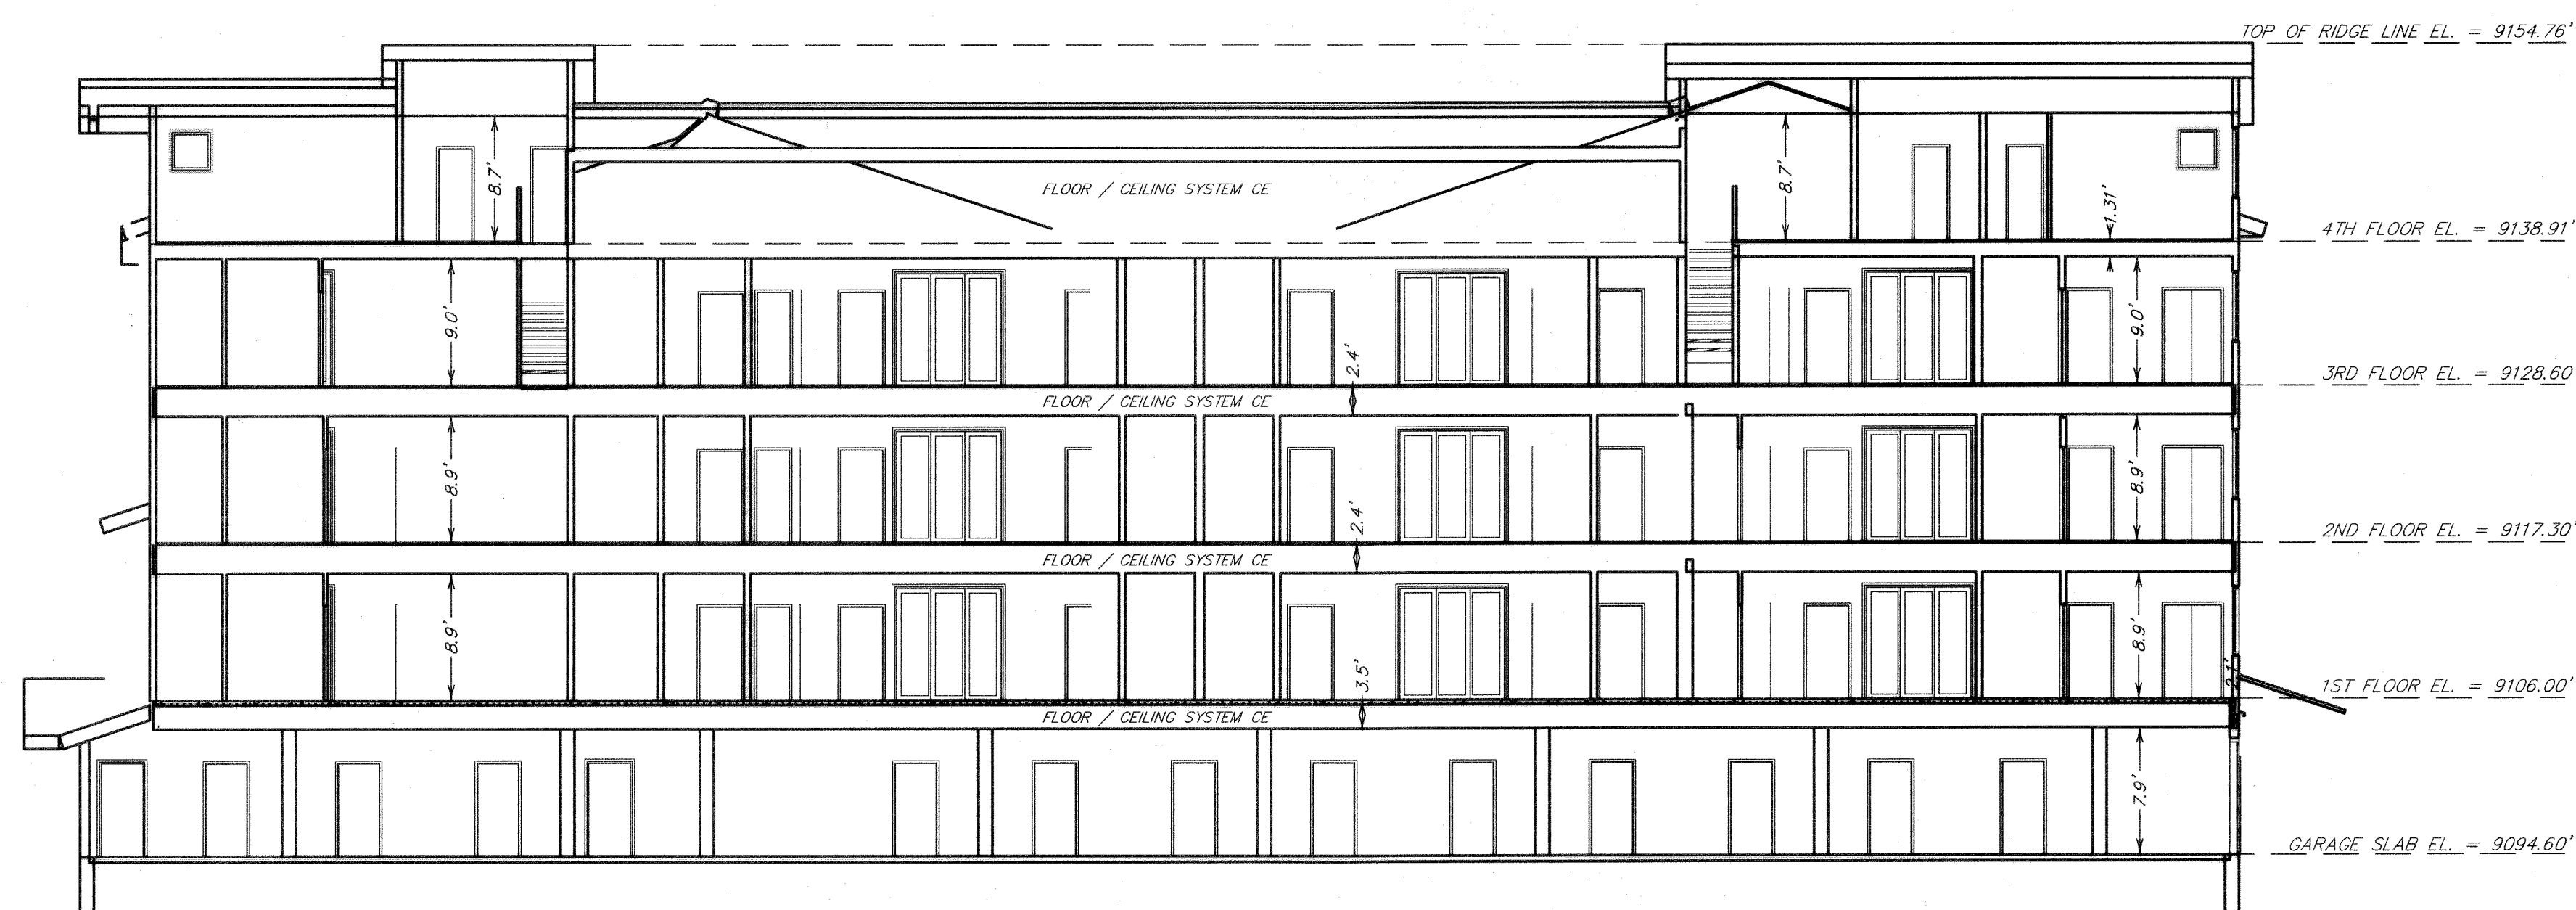 TOP OF RIDGE LINE EL. = 9154.76'
8.7'
8.7'
FLOOR / CEILING SYSTEM CE
1.31'
4TH FLOOR EL. = 9138.91'
9.0'
9.0'
2.4'
3RD FLOOR EL. = 9128.60
FLOOR / CEILING SYSTEM CE
8.9'
8.9'
2.4'
2ND FLOOR EL. = 9117.30'
FLOOR / CEILING SYSTEM CE
8.9'
8.9'
3.5'
2.1'
1ST FLOOR EL. = 9106.00'
FLOOR / CEILING SYSTEM CE
7.9'
GARAGE SLAB EL. = 9094.60'